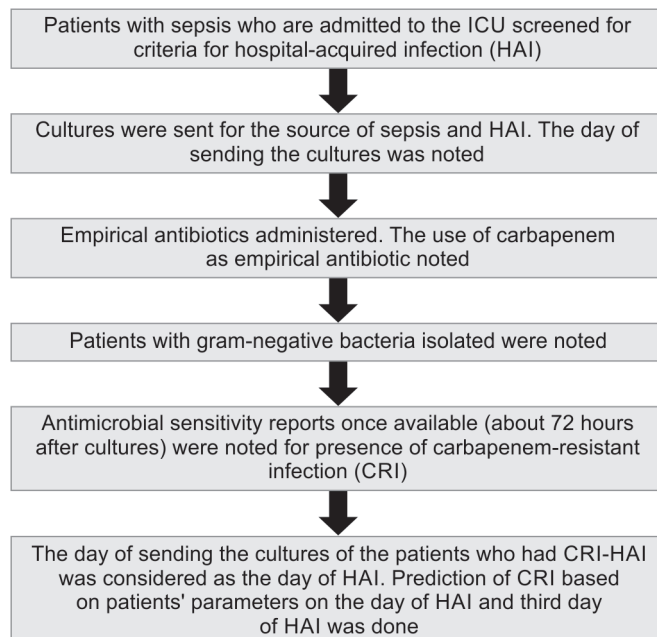 Patients with sepsis who are admitted to the ICU screened for
criteria for hospital-acquired infection (HAI)
Cultures were sent for the source of sepsis and HAI. The day of
sending the cultures was noted
Empirical antibiotics administered. The use of carbapenem
as empirical antibiotic noted
Patients with gram-negative bacteria isolated were noted
Antimicrobial sensitivity reports once available (about 72 hours
after cultures) were noted for presence of carbapenem-resistant
infection (CRI)
The day of sending the cultures of the patients who had CRI-HAI
was considered as the day of HAI. Prediction of CRI based
on patients' parameters on the day of HAI and third day
of HAI was done